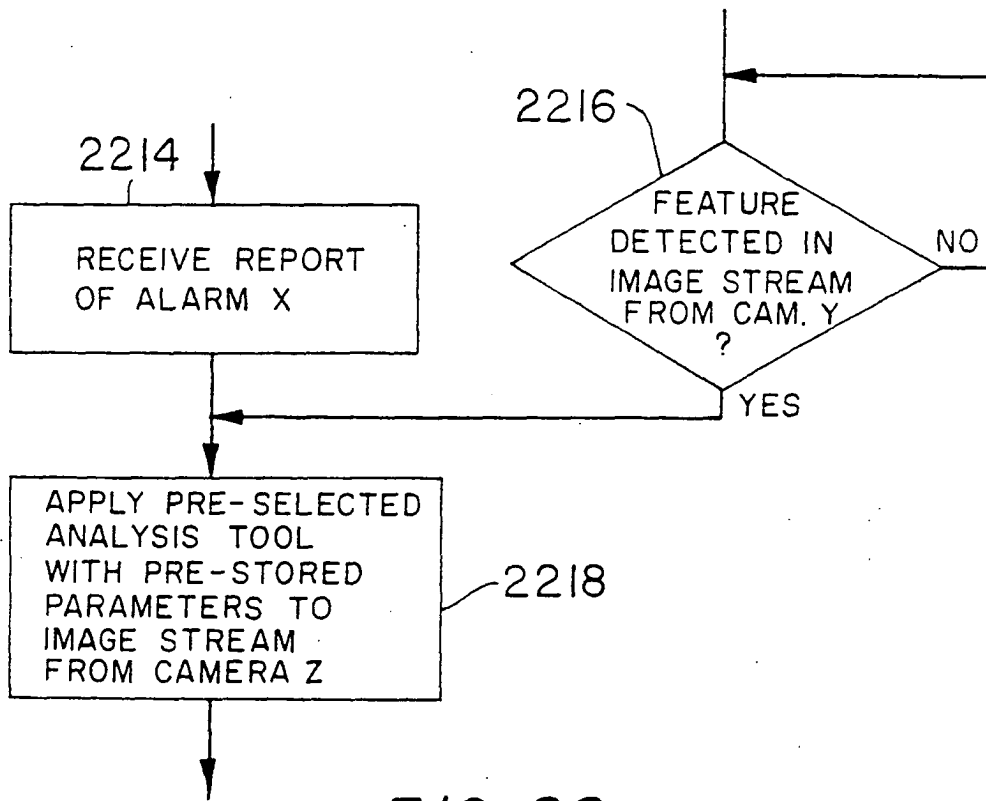 2214
RECEIVE REPORT
OF ALARM X
2216
FEATURE
DETECTED IN
IMAGE STREAM
FROM CAM. Y
?
NO
YES
APPLY PRE-SELECTED
ANALYSIS TOOL
WITH PRE-STORED
PARAMETERS TO
IMAGE STREAM
FROM CAMERA Z
2218